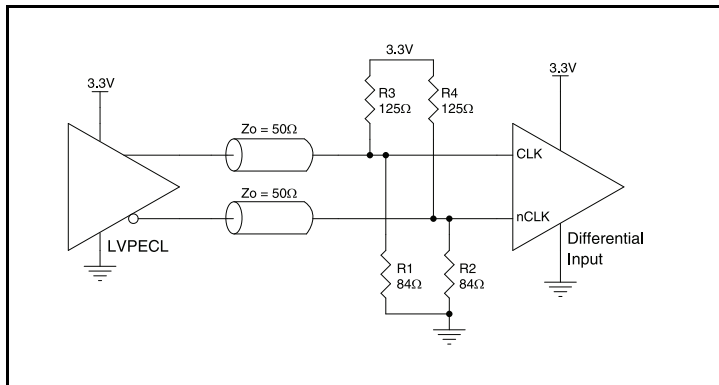 3.3V
R3
125Ω
R4
125Ω
3.3V
3.3V
Zo = 50Ω
CLK
Zo = 50Ω
nCLK
LVPECL
Differential
Input
R1
84Ω
R2
84Ω